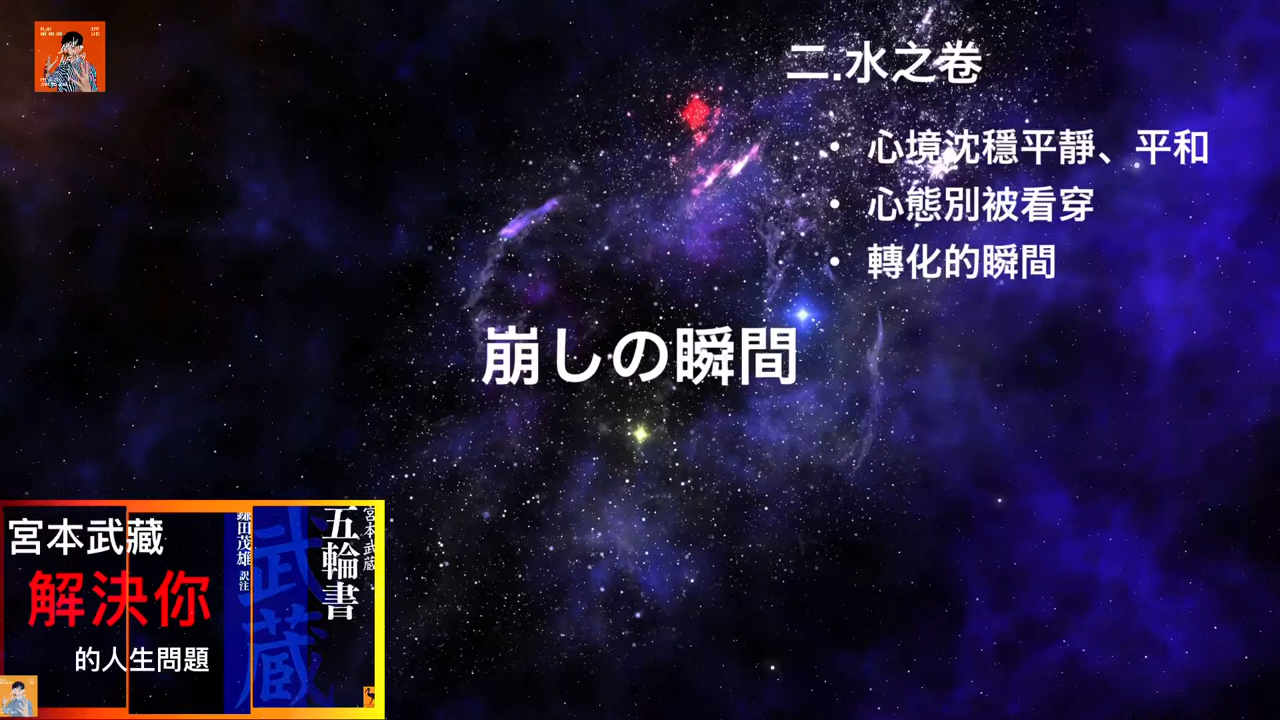 二.水之卷
• 心境沈穩平靜、平和
• 心態別被看穿
• 轉化的瞬間
崩しの瞬間
宮本武藏
解決你
的人生問題
鎌田茂雄 訳注
武蔵
五輪書
宮本武蔵